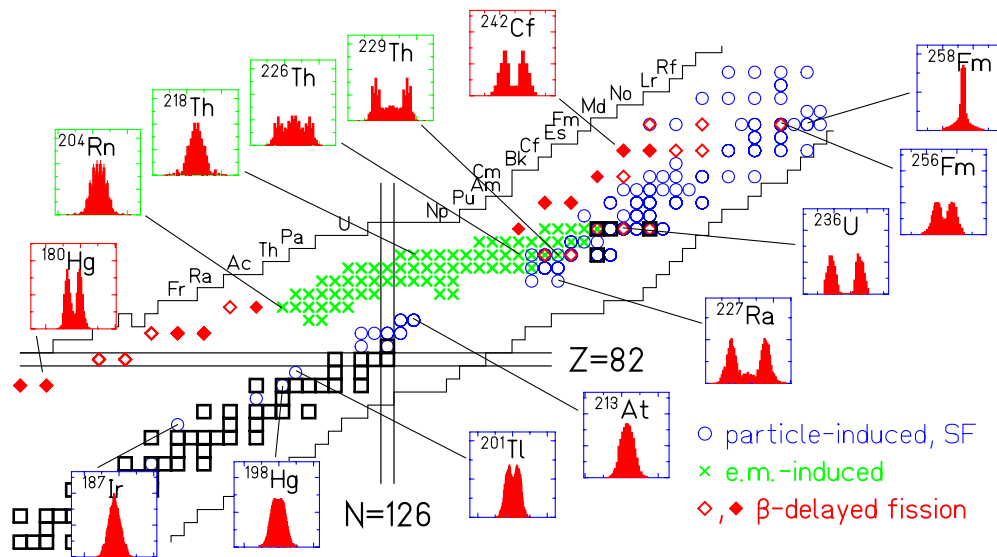 ²⁵⁸Fm
²⁴²Cf
²²⁹Th
²²⁶Th
²¹⁸Th
²⁰⁴Rn
¹⁸⁰Hg
²⁵⁶Fm
²³⁶U
²²⁷Ra
²¹³At
²⁰¹Tl
¹⁹⁸Hg
¹⁸⁷Ir
Rf
Lr
No
Md
Fm
Es
Cf
Bk
Cm
Am
Pu
Np
U
Pa
Th
Ac
Ra
Fr
Z=82
N=126
particle-induced, SF
e.m.-induced
, β-delayed fission